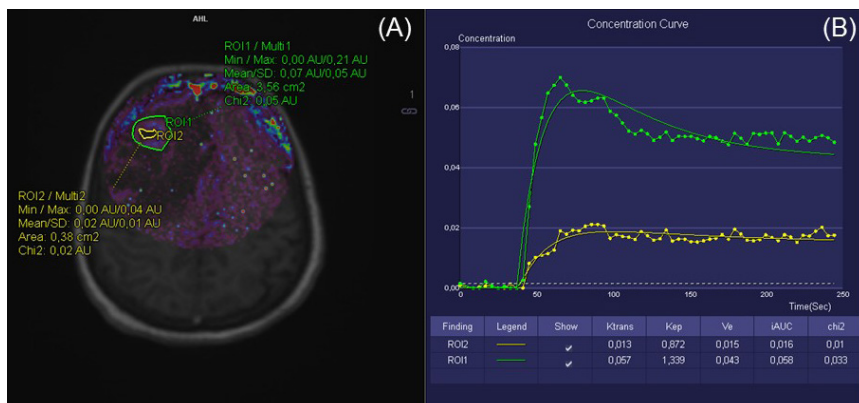 AHL
(A)
ROI1 / Multi1
Min / Max: 0,00 AU/0,21 AU
Mean/SD: 0,07 AU/0,05 AU
Area: 3,56 cm2
Chi2: 0,05 AU
1
ROI1
ROI2
ROI2 / Multi2
Min / Max: 0,00 AU/0,04 AU
Mean/SD: 0,02 AU/0,01 AU
Area: 0,38 cm2
Chi2: 0,02 AU
(B)
Concentration Curve
Concentration
0,08
0,06
0,04
0,02
0,00
0 50 100 150 200 250
Time(Sec)
Finding Legend Show Ktrans Kep Ve iAUC chi2
ROI2 0,013 0,872 0,015 0,016 0,01
ROI1 0,057 1,339 0,043 0,058 0,033